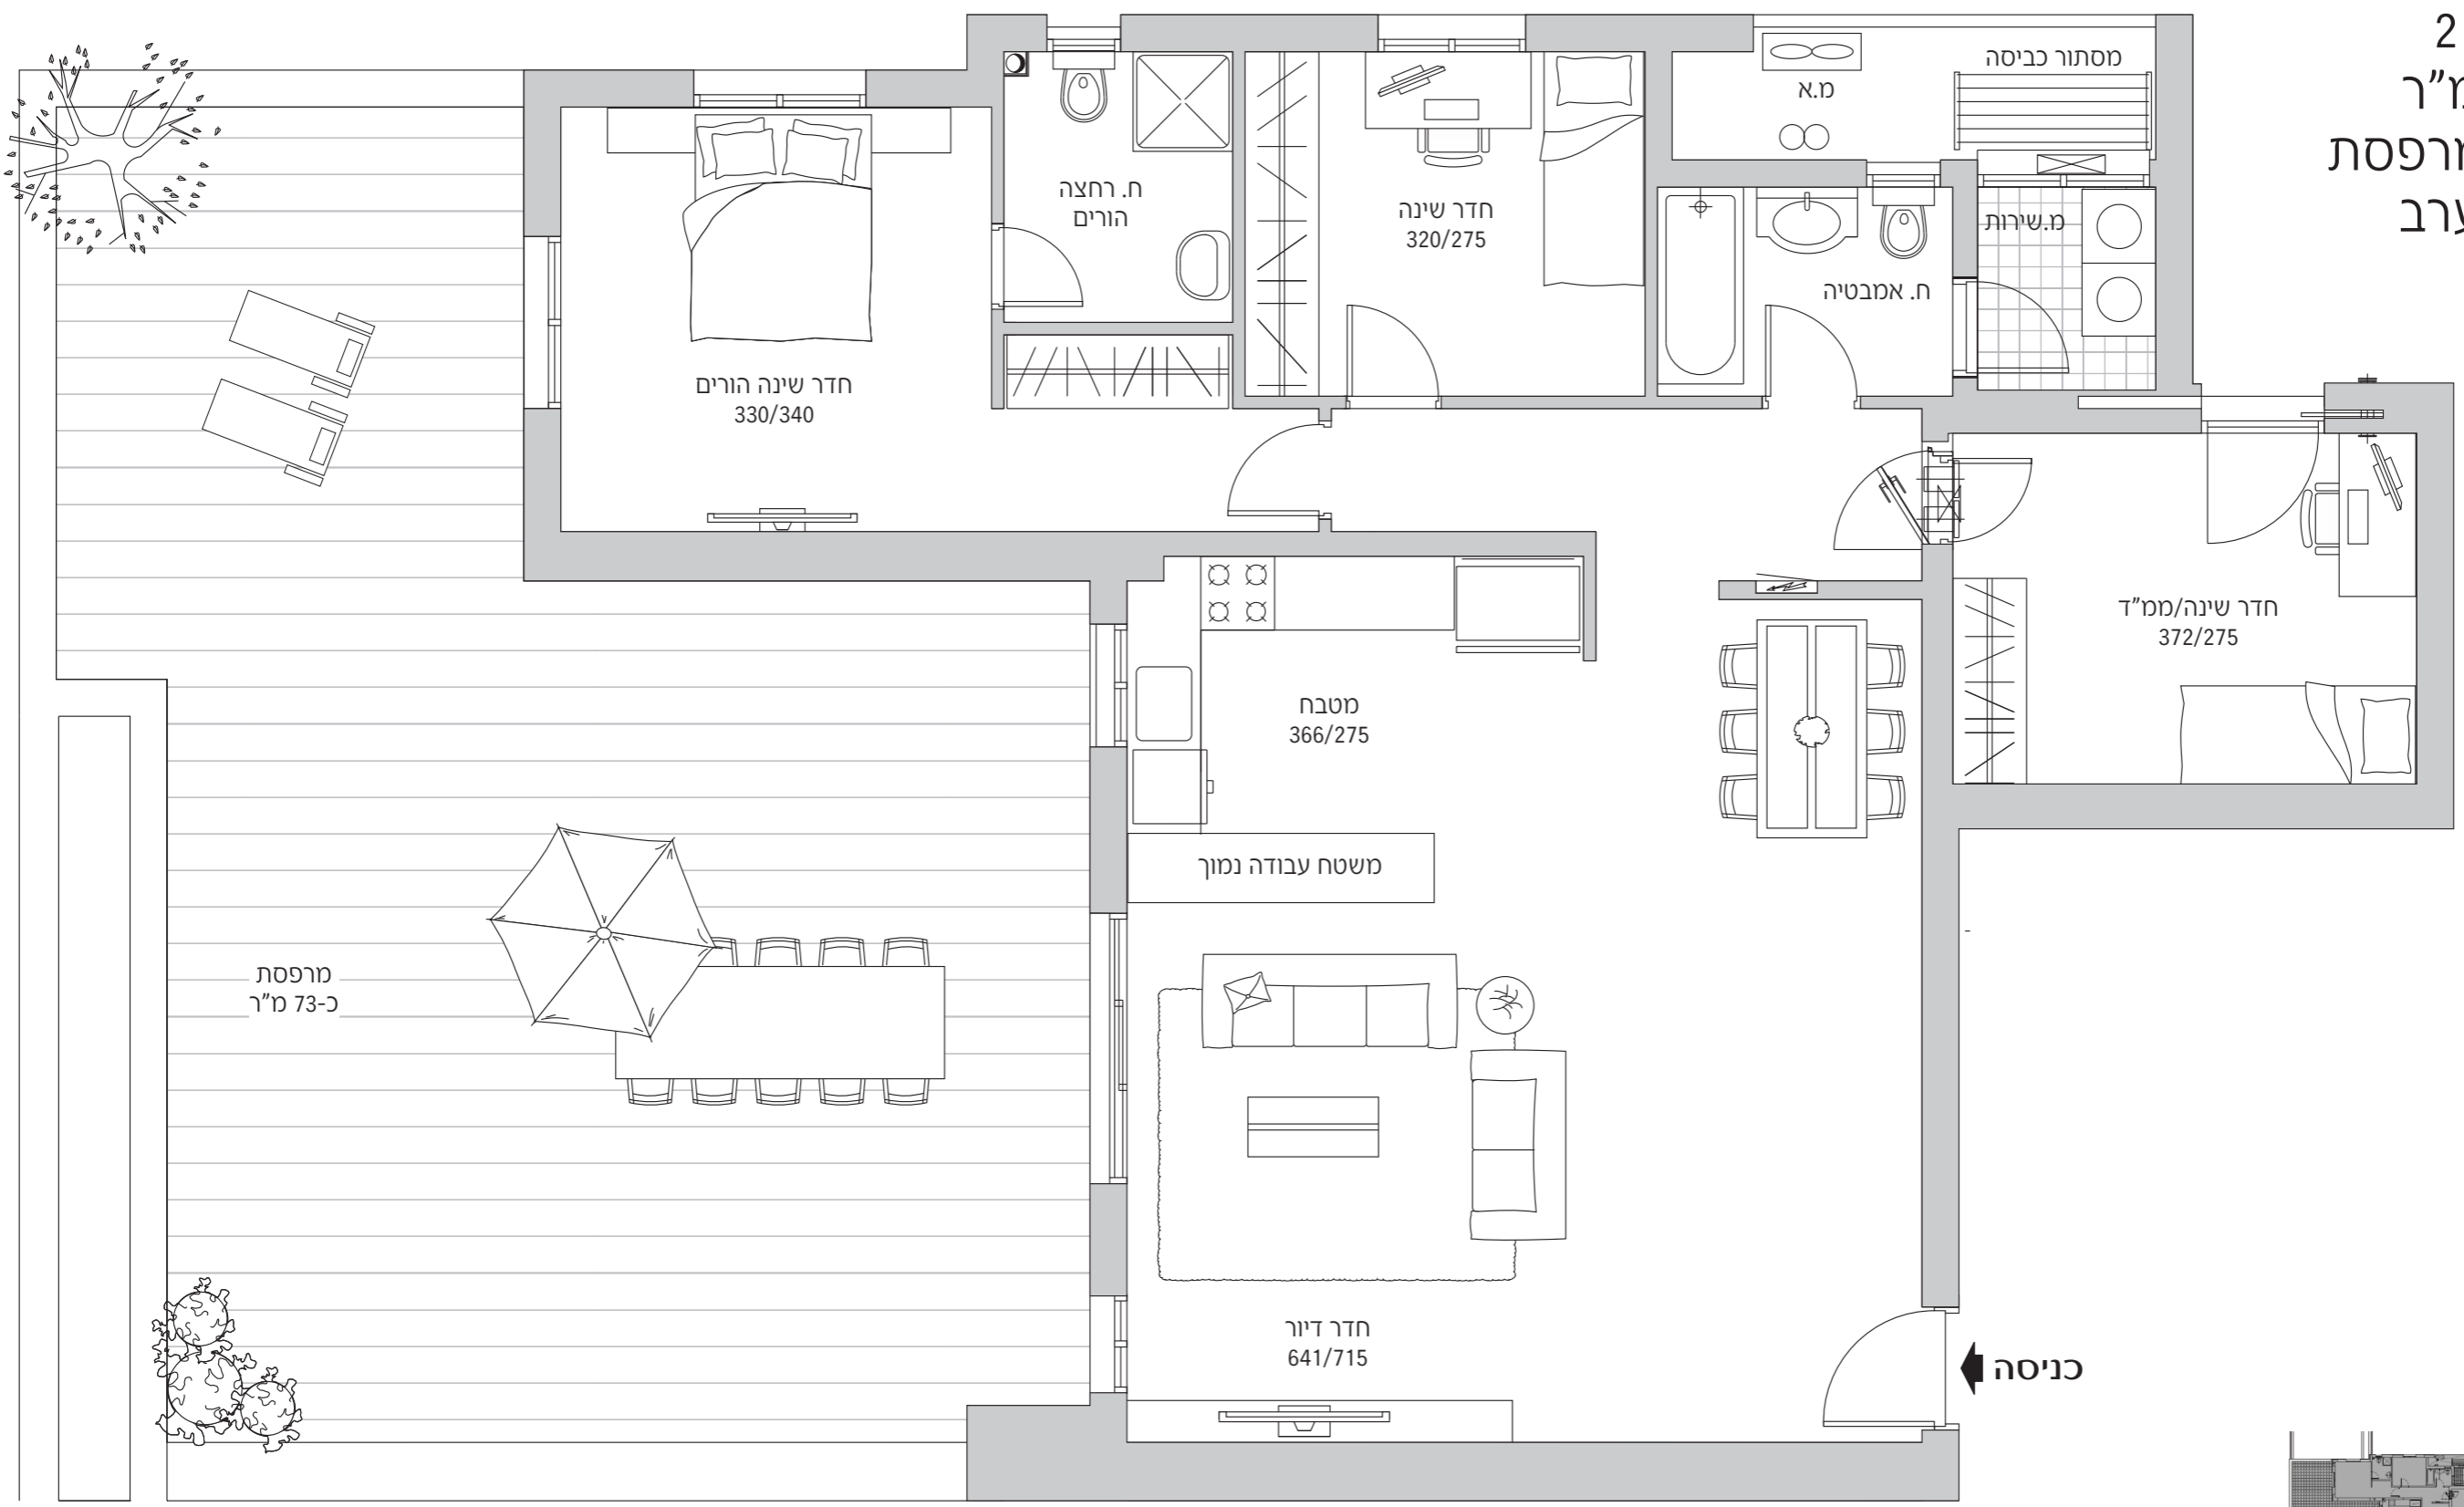 2
מ"ר
מרפסת
ערב
מסתור כביסה
מ.א
ח. רחצה
הורים
חדר שינה
320/275
מ.שירות
ח. אמבטיה
חדר שינה הורים
330/340
חדר שינה/ממ"ד
372/275
מטבח
366/275
משטח עבודה נמוך
מרפסת
כ-73 מ"ר
חדר דיור
641/715
כניסה